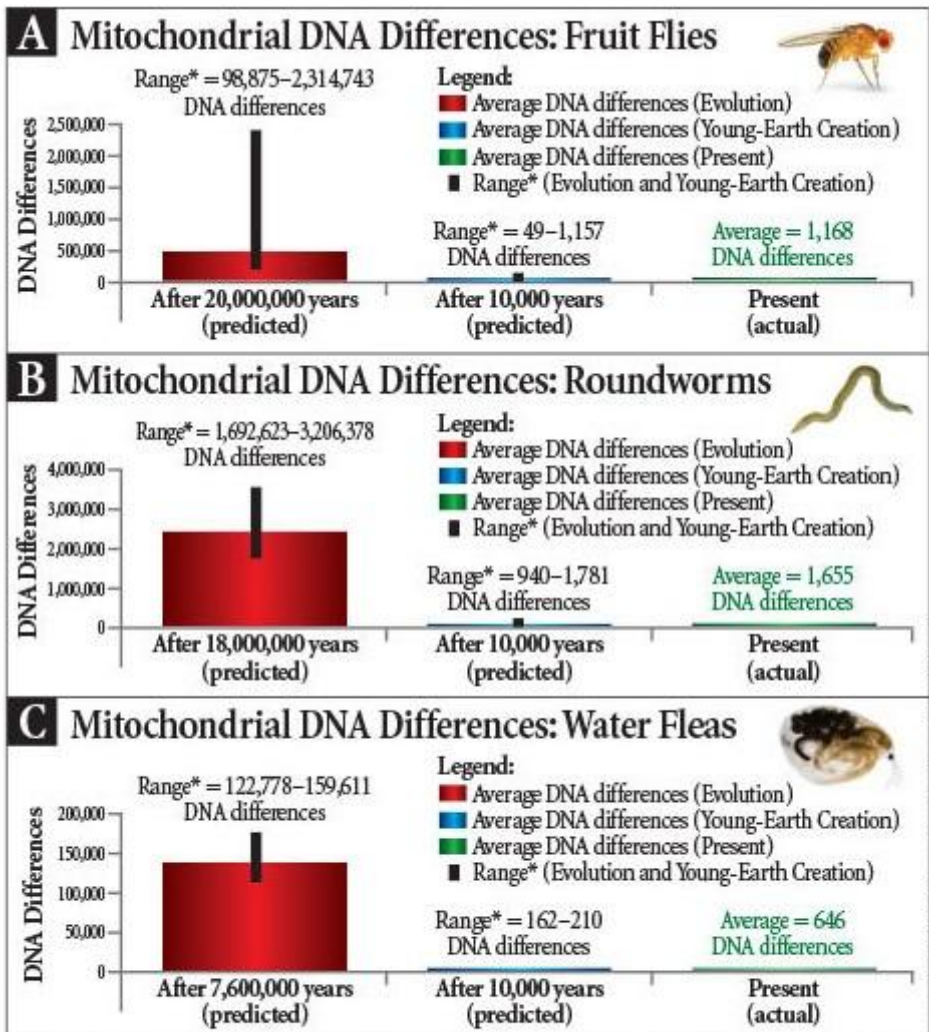 A Mitochondrial DNA Differences: Fruit Flies
Range* = 98,875–2,314,743
DNA differences
Legend:
Average DNA differences (Evolution)
Average DNA differences (Young-Earth Creation)
Average DNA differences (Present)
Range* (Evolution and Young-Earth Creation)
DNA Differences
2,500,000
2,000,000
1,500,000
1,000,000
500,000
0
Range* = 49–1,157
DNA differences
Average = 1,168
DNA differences
After 20,000,000 years
(predicted)
After 10,000 years
(predicted)
Present
(actual)
B Mitochondrial DNA Differences: Roundworms
Range* = 1,692,623–3,206,378
DNA differences
Legend:
Average DNA differences (Evolution)
Average DNA differences (Young-Earth Creation)
Average DNA differences (Present)
Range* (Evolution and Young-Earth Creation)
DNA Differences
4,000,000
3,000,000
2,000,000
1,000,000
0
Range* = 940–1,781
DNA differences
Average = 1,655
DNA differences
After 18,000,000 years
(predicted)
After 10,000 years
(predicted)
Present
(actual)
C Mitochondrial DNA Differences: Water Fleas
Range* = 122,778–159,611
DNA differences
Legend:
Average DNA differences (Evolution)
Average DNA differences (Young-Earth Creation)
Average DNA differences (Present)
Range* (Evolution and Young-Earth Creation)
DNA Differences
200,000
150,000
100,000
50,000
0
Range* = 162–210
DNA differences
Average = 646
DNA differences
After 7,600,000 years
(predicted)
After 10,000 years
(predicted)
Present
(actual)